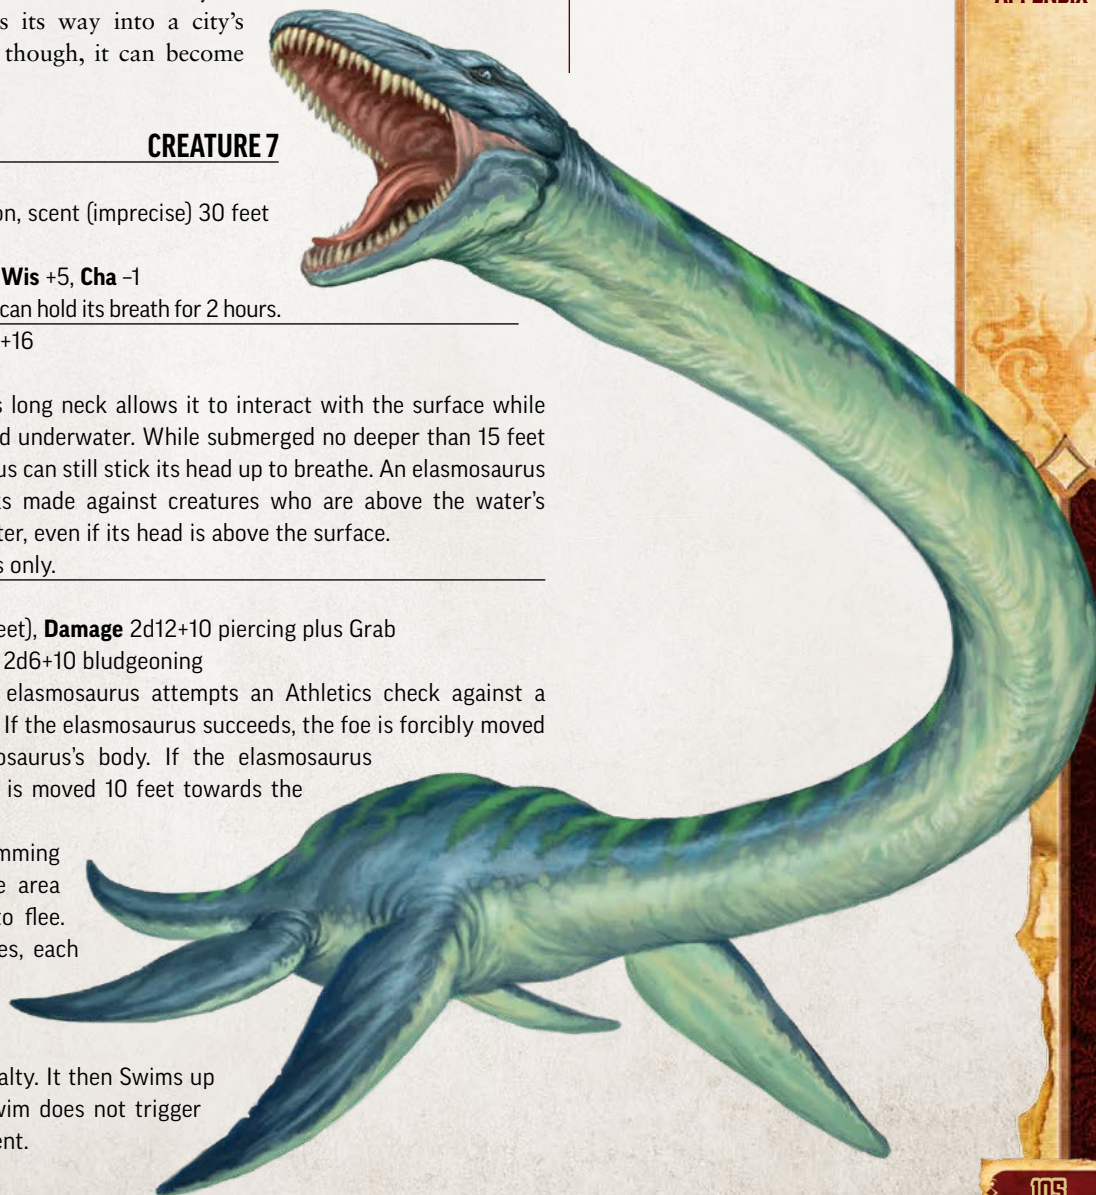 s its way into a city's
though, it can become
CREATURE 7
on, scent (imprecise) 30 feet
Wis +5, Cha –1
can hold its breath for 2 hours.
+16
s long neck allows it to interact with the surface while
d underwater. While submerged no deeper than 15 feet
us can still stick its head up to breathe. An elasmosaurus
ks made against creatures who are above the water's
ter, even if its head is above the surface.
s only.
eet), Damage 2d12+10 piercing plus Grab
2d6+10 bludgeoning
elasmosaurus attempts an Athletics check against a
If the elasmosaurus succeeds, the foe is forcibly moved
osaurus's body. If the elasmosaurus
is moved 10 feet towards the
mming
e area
to flee.
es, each
alty. It then Swims up
wim does not trigger
ent.
APPENDIX
105